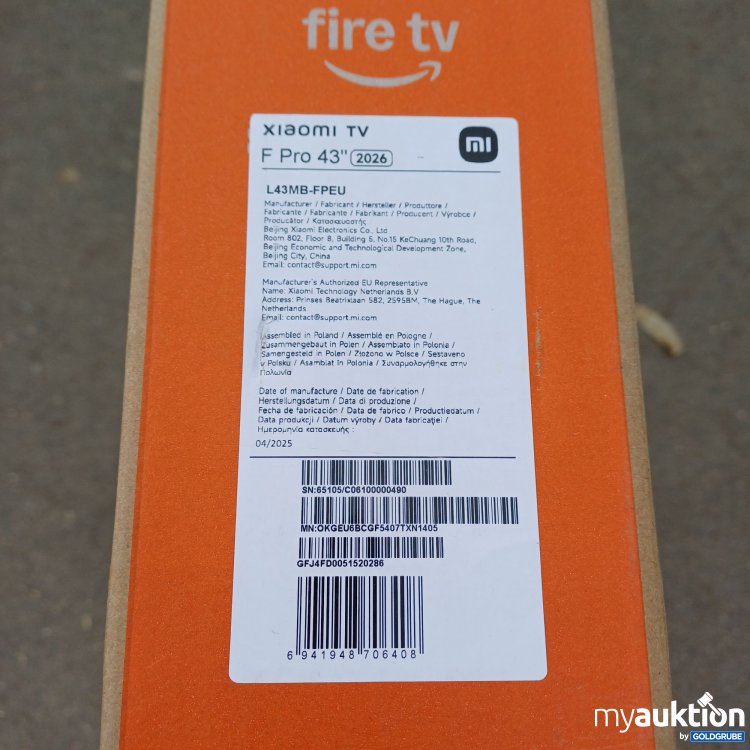 fire tv
XIaomI TV
F Pro 43" 2026
L43MB-FPEU
Manufacturer / Fabricant / Hersteller / Produttore /
Fabricante / Fabricante / Fabrikant / Producent / Výrobce /
Producător / Κατασκευαστής
Beijing Xiaomi Electronics Co., Ltd
Room 802, Floor 8, Building 5, No.15 KeChuang 10th Road,
Beijing Economic and Technological Development Zone,
Beijing City, China
Email: contact@support.mi.com
Manufacturer's Authorized EU Representative
Name: Xiaomi Technology Netherlands B.V
Address: Prinses Beatrixlaan 582, 2595BM, The Hague, The
Netherlands
Email: contact@support.mi.com
Assembled in Poland / Assemblé en Pologne /
Zusammengebaut in Polen / Assemblato in Polonia /
Samengesteld in Polen / Złożono w Polsce / Sestaveno
v Polsku / Asamblat în Polonia / Συναρμολογήθηκε στην
Πολωνία
Date of manufacture / Date de fabrication /
Herstellungsdatum / Data di produzione /
Fecha de fabricación / Data de fabrico / Productiedatum /
Data produkcji / Datum výroby / Data fabricației /
Ημερομηνία κατασκευής :
04/2025
SN:65105/C06100000490
MN:OKGEU6BCGF5407TXN1405
GFJ4FD0051520286
6 941948 706408
myauktion
by GOLDGRUBE